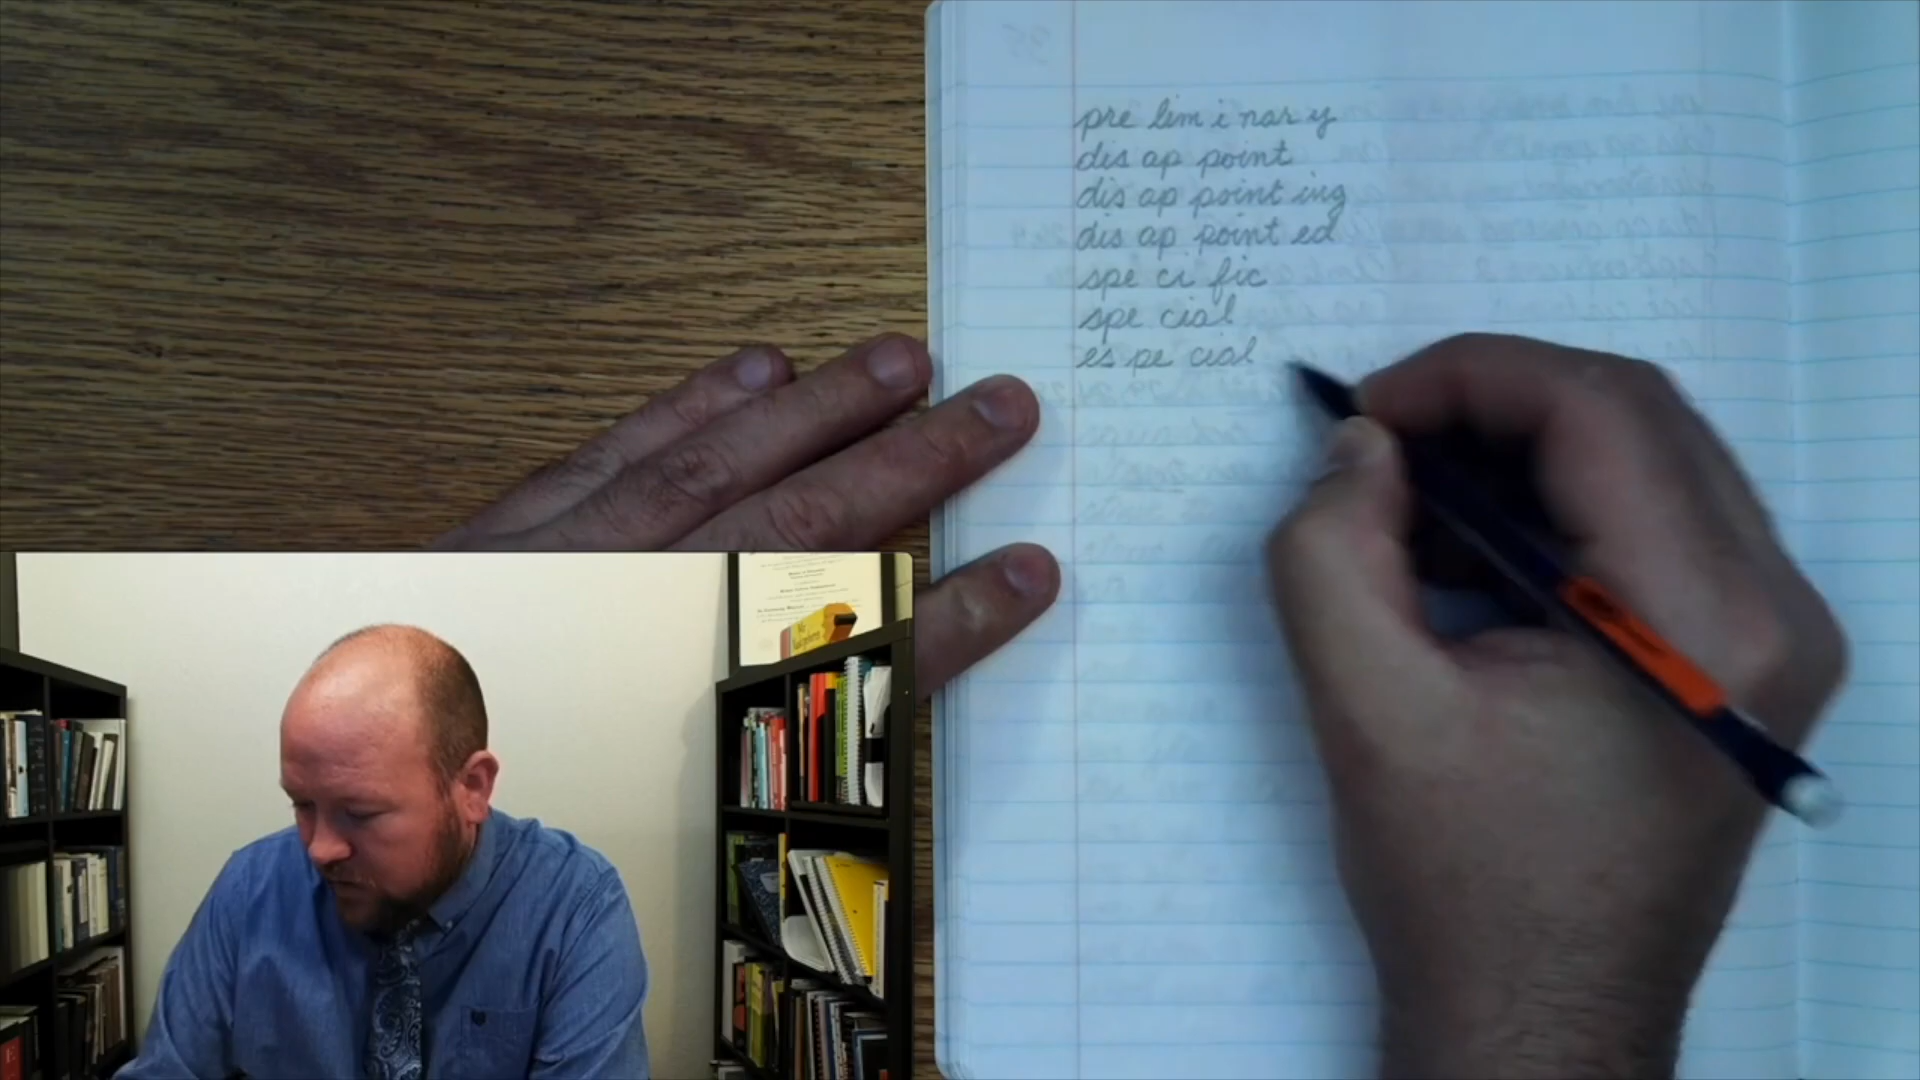 pre lim i nar y
dis ap point
dis ap point ing
dis ap point ed
spe ci fic
spe cial
es pe cial